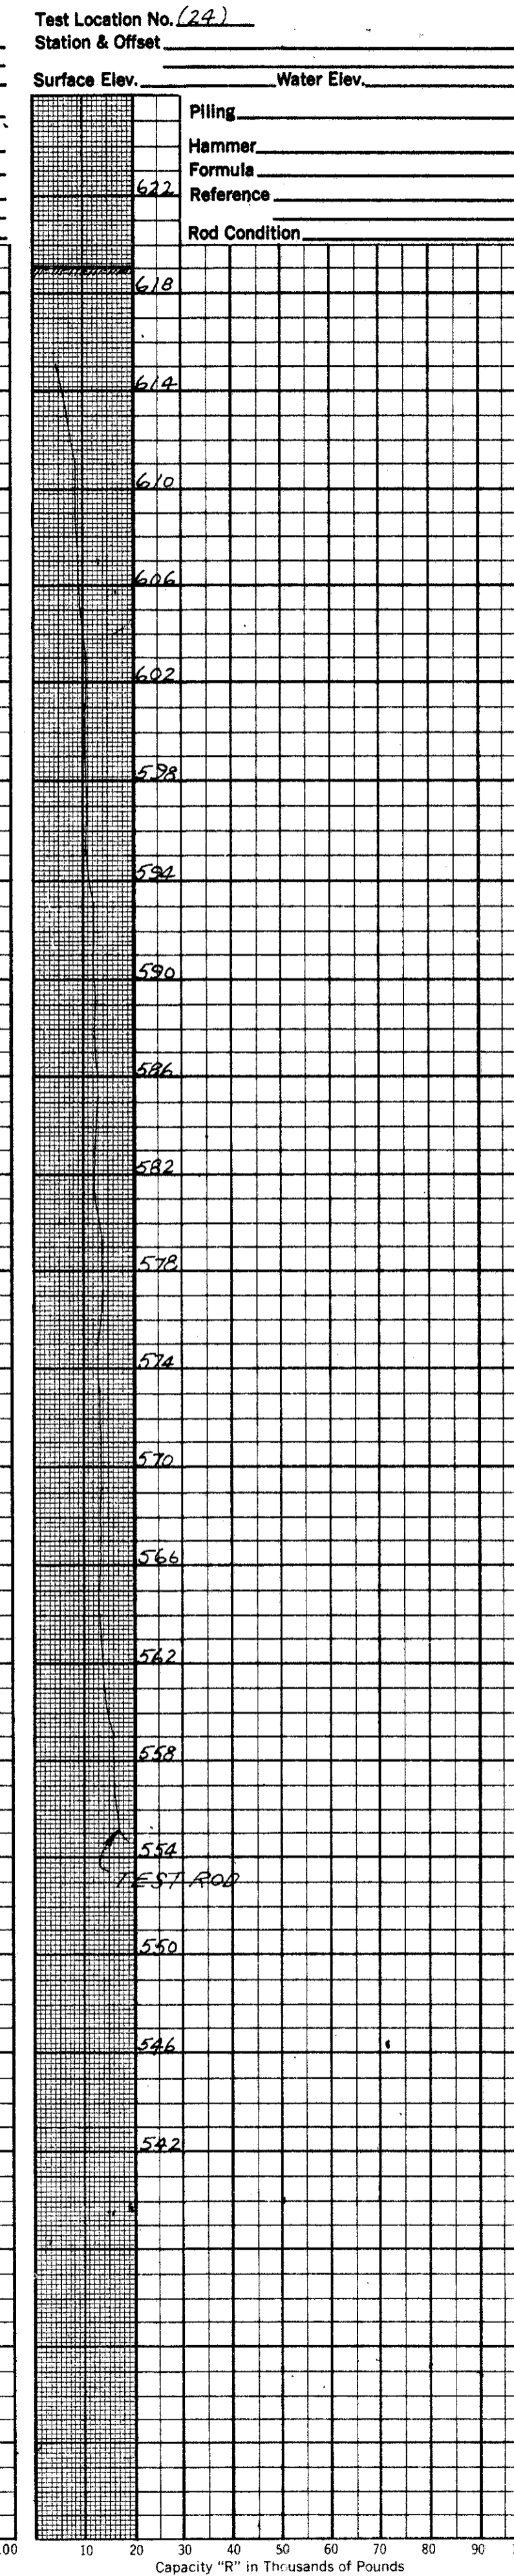 Test Location No. (24)
Station & Offset
Surface Elev. Water Elev.
Piling
Hammer
Formula
622 Reference
Rod Condition
618
614
610
606
602
598
594
590
586
582
578
574
570
566
562
558
554
TEST ROD
550
546
542
00 10 20 30 40 50 60 70 80 90
Capacity "R" in Thousands of Pounds